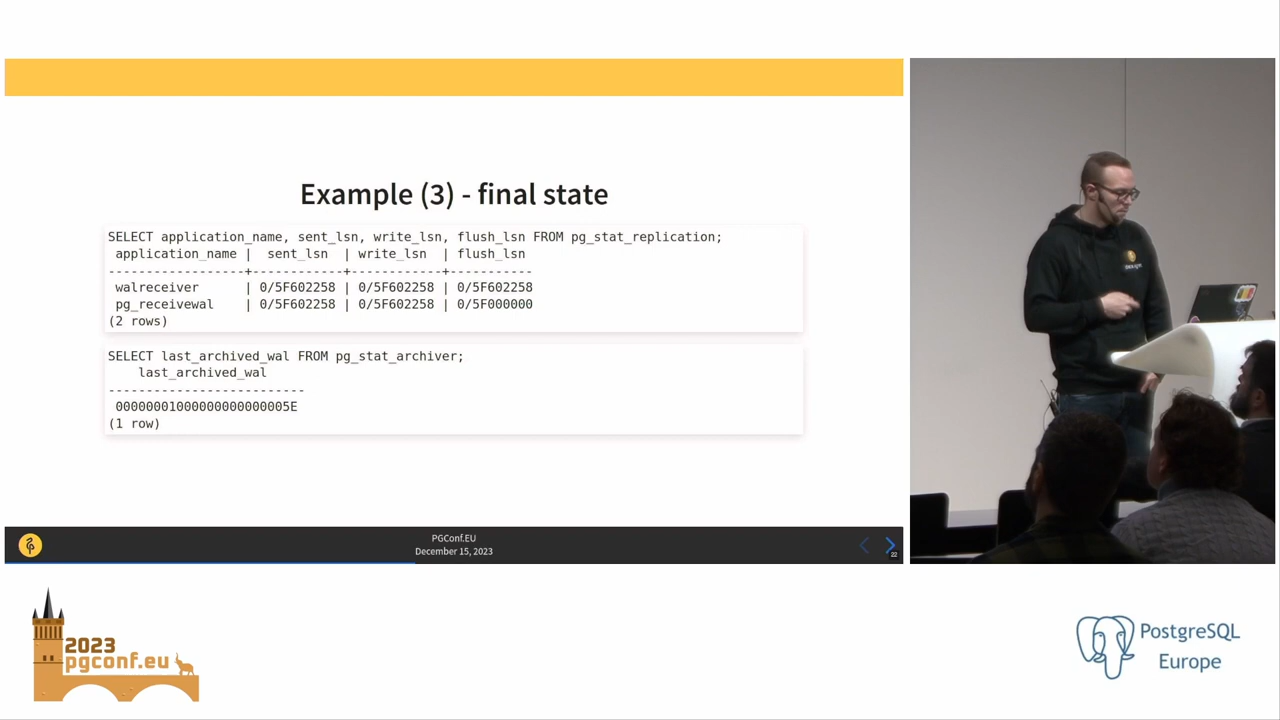 Example (3) - final state
SELECT application_name, sent_lsn, write_lsn, flush_lsn FROM pg_stat_replication;
application_name | sent_lsn | write_lsn | flush_lsn
------------------+------------+------------+-----------
walreceiver | 0/5F602258 | 0/5F602258 | 0/5F602258
pg_receivewal | 0/5F602258 | 0/5F602258 | 0/5F000000
(2 rows)
SELECT last_archived_wal FROM pg_stat_archiver;
last_archived_wal
--------------------------
00000001000000000000005E
(1 row)
PGConf.EU
December 15, 2023
22
2023
pgconf.eu
PostgreSQL
Europe